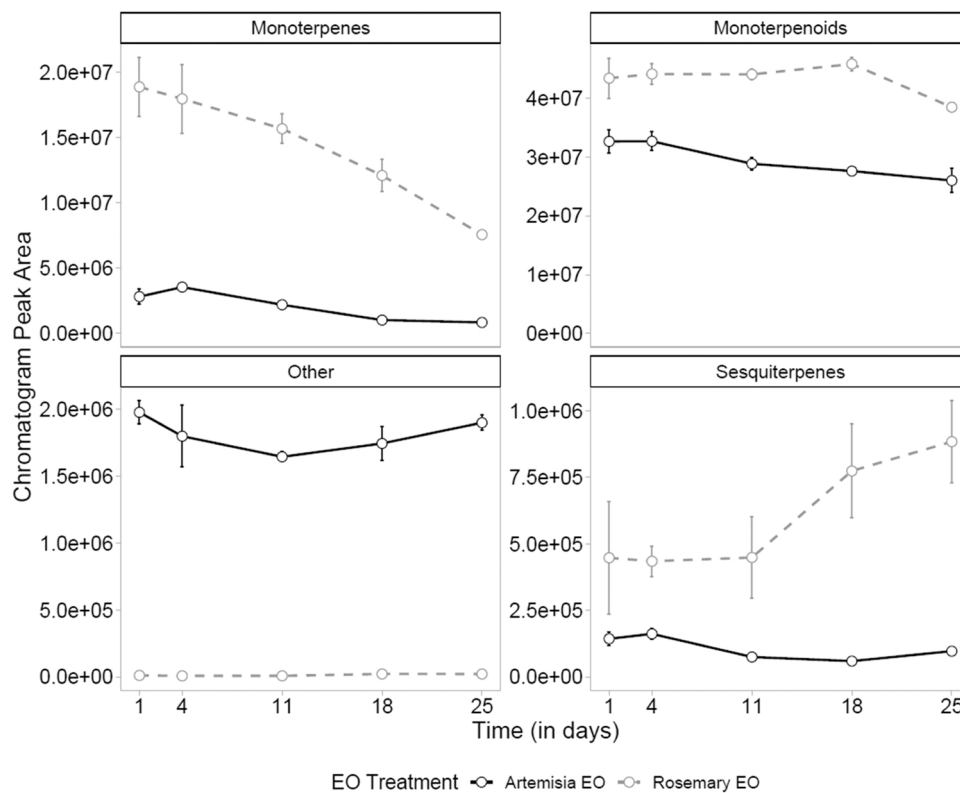 Monoterpenes
Monoterpenoids
2.0e+07
1.5e+07
1.0e+07
5.0e+06
0.0e+00
4e+07
3e+07
2e+07
1e+07
0e+00
Chromatogram Peak Area
Other
Sesquiterpenes
2.0e+06
1.5e+06
1.0e+06
5.0e+05
0.0e+00
1.0e+06
7.5e+05
5.0e+05
2.5e+05
0.0e+00
1 4 11 18 25
1 4 11 18 25
Time (in days)
EO Treatment Artemisia EO Rosemary EO